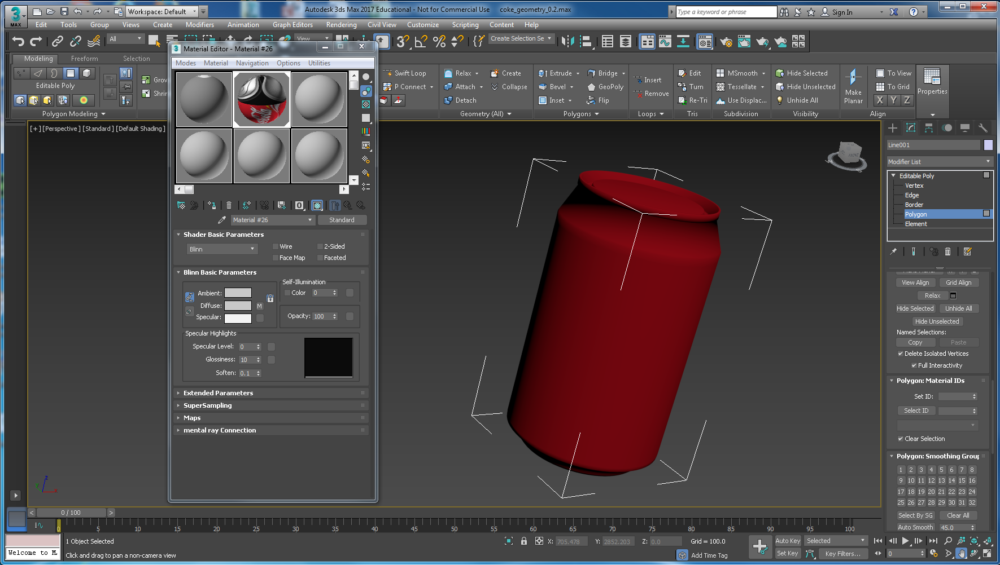 Workspace: Default
Autodesk 3ds Max 2017 Educational - Not for Commercial Use coke_geometry_0.2.max
Type a keyword or phrase
Sign In
MAX
Edit Tools Group Views Create Modifiers Animation Graph Editors Rendering Civil View Customize Scripting Content Help
All
View
Create Selection Se
Modeling Freeform Selection
Editable Poly
Polygon Modeling
Grow
Shrin
Swift Loop
P Connect
Relax
Create
Attach
Collapse
Detach
Geometry (All)
Extrude
Bridge
Bevel
GeoPoly
Inset
Flip
Polygons
Insert
Remove
Loops
Edit
Turn
Re-Tri
Tris
MSmooth
Tessellate
Use Displac...
Subdivision
Hide Selected
Hide Unselected
Unhide All
Visibility
Make
Planar
To View
To Grid
X Y Z
Align
Properties
[+] [Perspective ] [Standard ] [Default Shading ]
Material Editor - Material #26
Modes Material Navigation Options Utilities
Material #26
Standard
Shader Basic Parameters
Blinn
Wire
2-Sided
Face Map
Faceted
Blinn Basic Parameters
Ambient:
Diffuse:
M
Specular:
Self-Illumination
Color 0
Opacity: 100
Specular Highlights
Specular Level: 0
Glossiness: 10
Soften: 0.1
Extended Parameters
SuperSampling
Maps
mental ray Connection
FRONT
Line001
Modifier List
Editable Poly
Vertex
Edge
Border
Polygon
Element
View Align Grid Align
Relax
Hide Selected Unhide All
Hide Unselected
Named Selections:
Copy Paste
Delete Isolated Vertices
Full Interactivity
Polygon: Material IDs
Set ID:
Select ID
Clear Selection
Polygon: Smoothing Group
1 2 3 4 5 6 7 8
9 10 11 12 13 14 15 16
17 18 19 20 21 22 23 24
25 26 27 28 29 30 31 32
Select By SG Clear All
Auto Smooth 45.0
z
y
x
< 0 / 100 >
0 5 10 15 20 25 30 35 40 45 50 55 60 65 70 75 80 85 90 95 100
Welcome to M
1 Object Selected
Click and drag to pan a non-camera view
X: 705.478 Y: 2852.203 Z: 0.0 Grid = 100.0
Add Time Tag
Auto Key Selected
Set Key Key Filters...
0